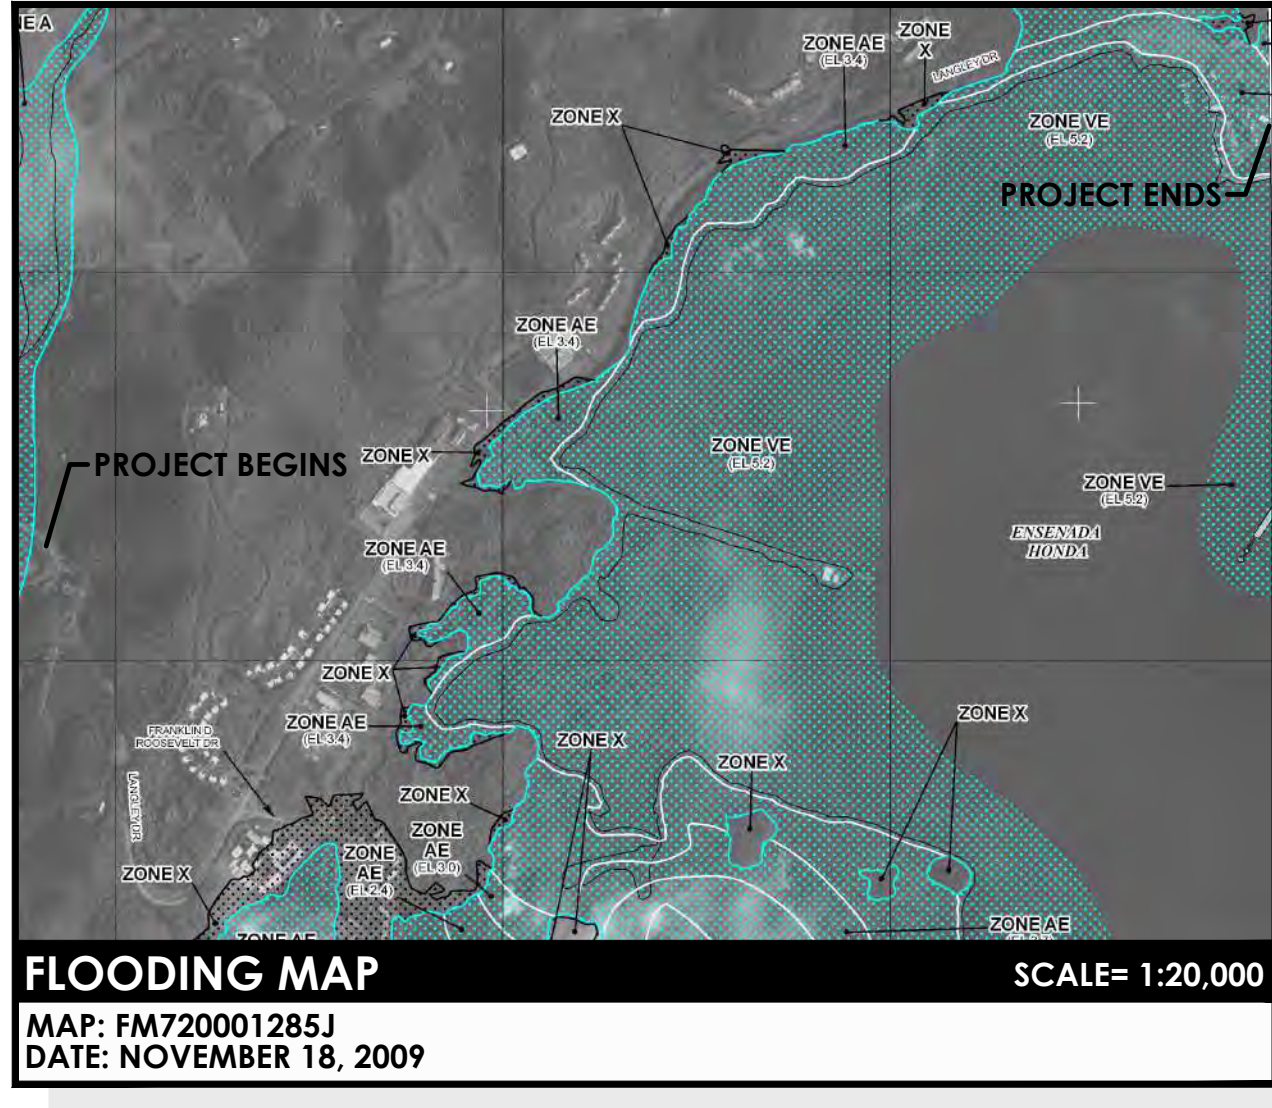 NE A
ZONE AE
(EL 3.4)
ZONE
X
LANGLEY DR
ZONE X
ZONE VE
(EL 5.2)
PROJECT ENDS
ZONE AE
(EL 3.4)
ZONE X
PROJECT BEGINS
ZONE VE
(EL 5.2)
ZONE VE
(EL 5.2)
ENSENADA
HONDA
ZONE AE
(EL 3.4)
ZONE X
ZONE AE
(EL 3.4)
FRANKLIN D
ROOSEVELT DR
ZONE X
ZONE X
ZONE X
LANGLEY DR
ZONE X
ZONE
AE
(EL 3.0)
ZONE
AE
(EL 2.4)
ZONE X
ZONE AE
ZONE AE
FLOODING MAP
SCALE= 1:20,000
MAP: FM720001285J
DATE: NOVEMBER 18, 2009